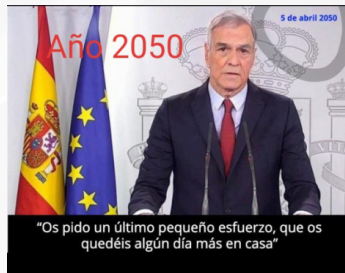 5 de abril 2050
Año 2050
“Os pido un último pequeño esfuerzo, que os
quedéis algún día más en casa”